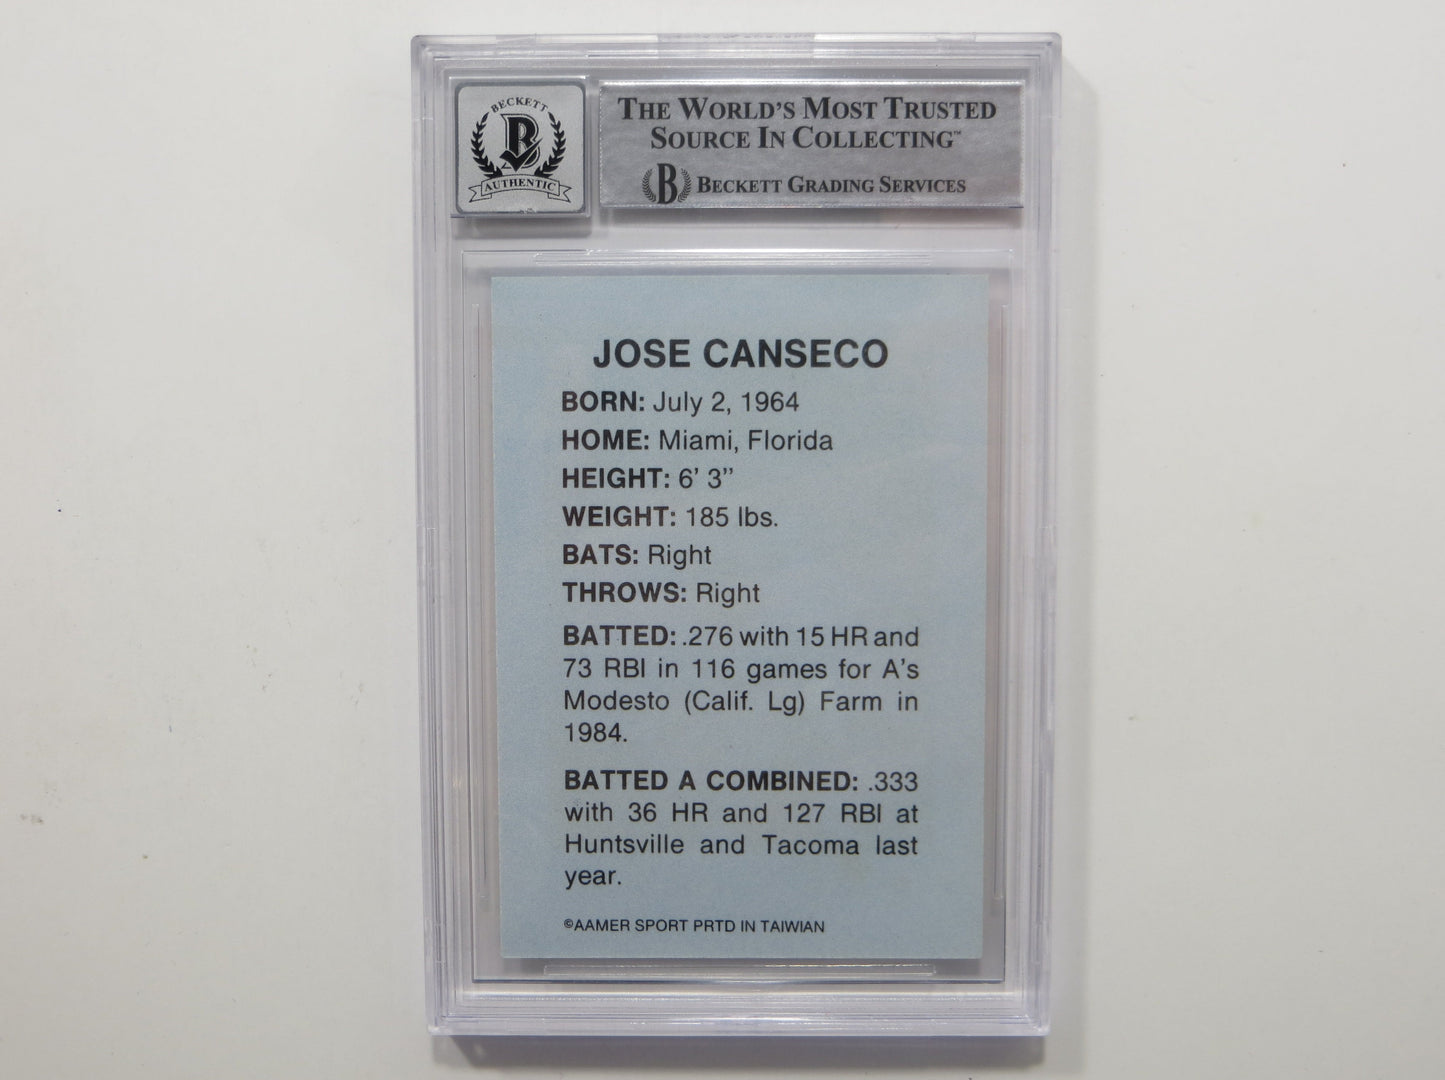 BECKETT
B
AUTHENTIC
THE WORLD'S MOST TRUSTED
SOURCE IN COLLECTING™
B BECKETT GRADING SERVICES
JOSE CANSECO
BORN: July 2, 1964
HOME: Miami, Florida
HEIGHT: 6' 3"
WEIGHT: 185 lbs.
BATS: Right
THROWS: Right
BATTED: .276 with 15 HR and
73 RBI in 116 games for A's
Modesto (Calif. Lg) Farm in
1984.
BATTED A COMBINED: .333
with 36 HR and 127 RBI at
Huntsville and Tacoma last
year.
©AAMER SPORT PRTD IN TAIWIAN